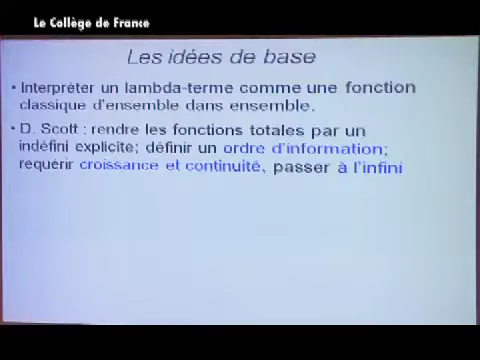 Le Collège de France
Les idées de base
• Interpréter un lambda-terme comme une fonction
classique d'ensemble dans ensemble.
• D. Scott : rendre les fonctions totales par un
indéfini explicite; définir un ordre d'information;
requérir croissance et continuité, passer à l'infini